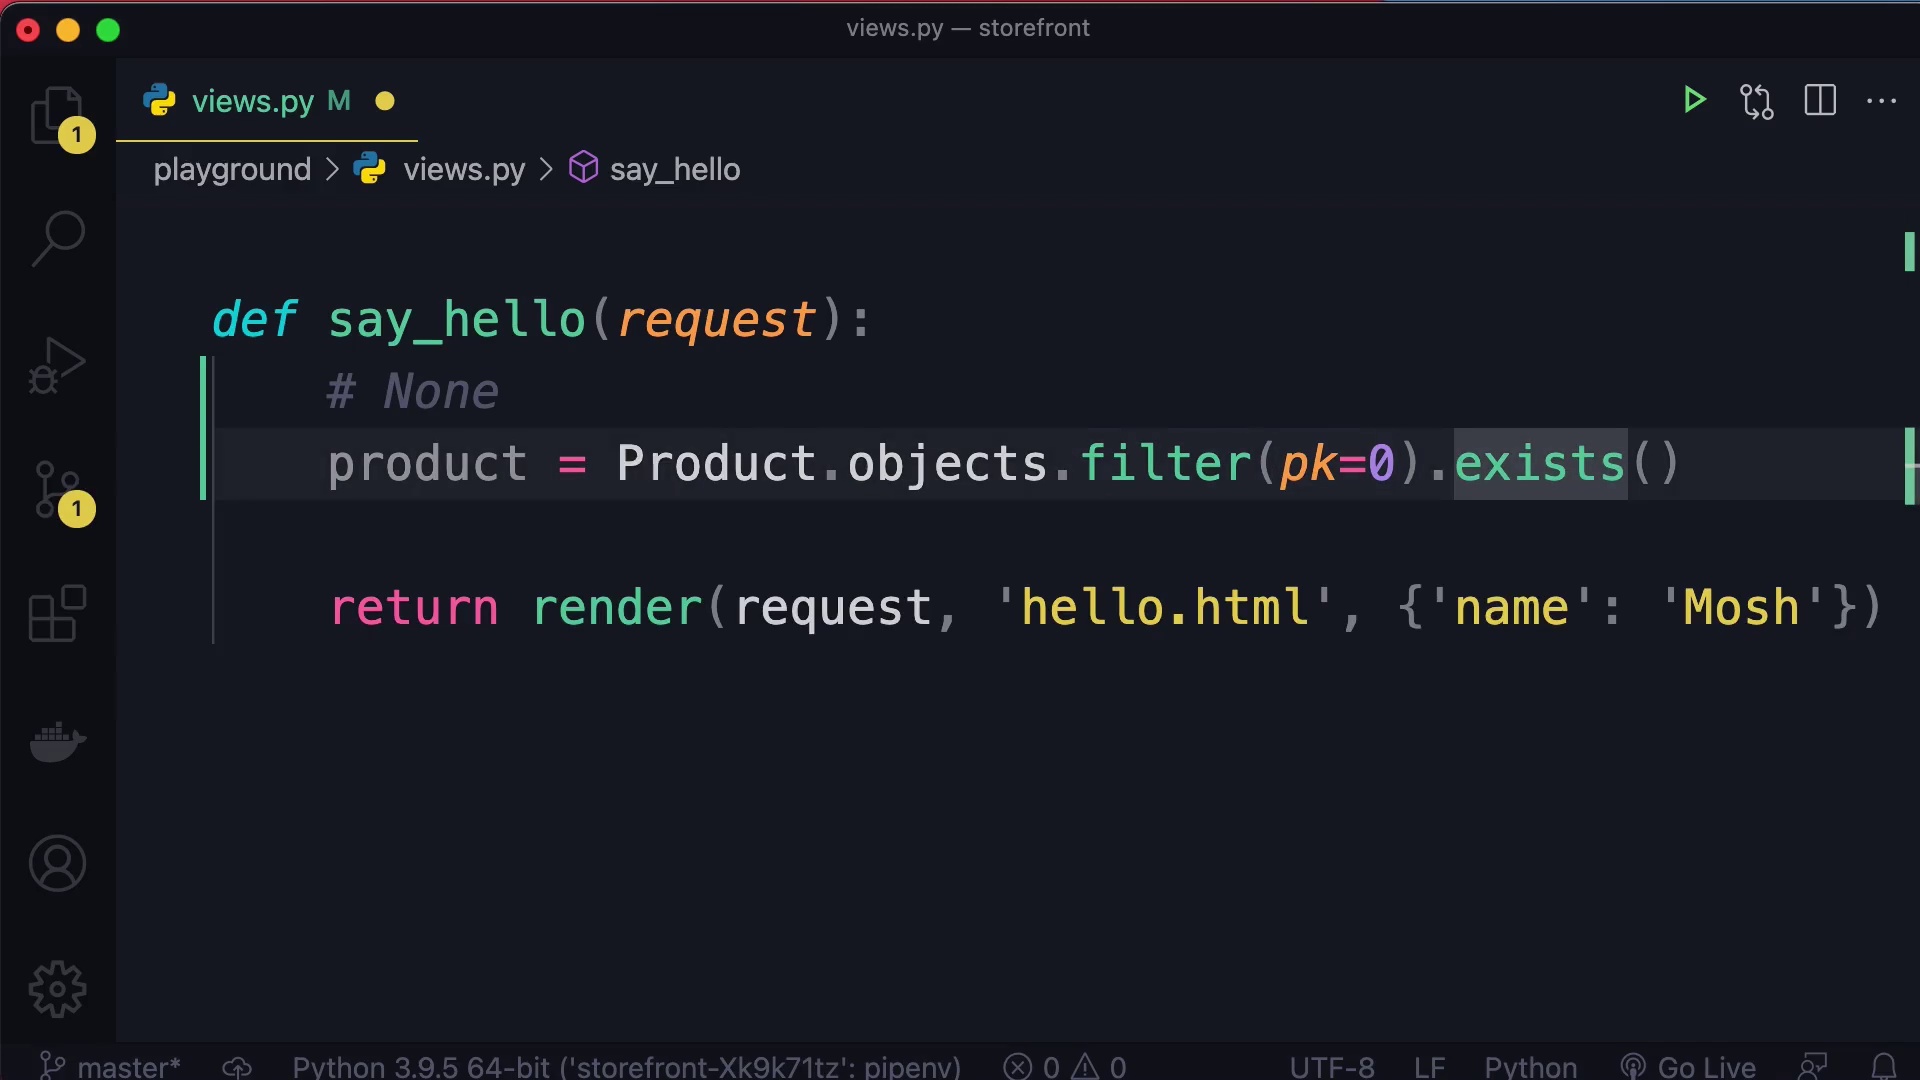 views.py — storefront
views.py M
1
playground > views.py > say_hello
def say_hello(request):
# None
product = Product.objects.filter(pk=0).exists()
1
return render(request, 'hello.html', {'name': 'Mosh'})
master* Python 3.9.5 64-bit ('storefront-Xk9k71tz': pipenv) 0 0 UTF-8 LF Python Go Live